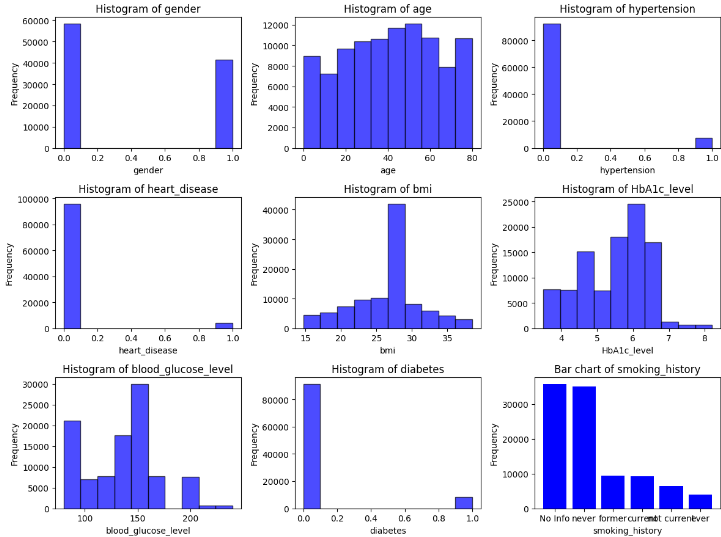 Histogram of gender
60000
50000
40000
30000
20000
10000
0
Frequency
0.0 0.2 0.4 0.6 0.8 1.0
gender
Histogram of age
12000
10000
8000
6000
4000
2000
0
Frequency
0 20 40 60 80
age
Histogram of hypertension
80000
60000
40000
20000
0
Frequency
0.0 0.2 0.4 0.6 0.8 1.0
hypertension
Histogram of heart_disease
100000
80000
60000
40000
20000
0
Frequency
0.0 0.2 0.4 0.6 0.8 1.0
heart_disease
Histogram of bmi
40000
30000
20000
10000
0
Frequency
15 20 25 30 35
bmi
Histogram of HbA1c_level
25000
20000
15000
10000
5000
0
Frequency
4 5 6 7 8
HbA1c_level
Histogram of blood_glucose_level
30000
25000
20000
15000
10000
5000
0
Frequency
100 150 200
blood_glucose_level
Histogram of diabetes
80000
60000
40000
20000
0
Frequency
0.0 0.2 0.4 0.6 0.8 1.0
diabetes
Bar chart of smoking_history
30000
20000
10000
0
Frequency
No Info never former current not current ever
smoking_history